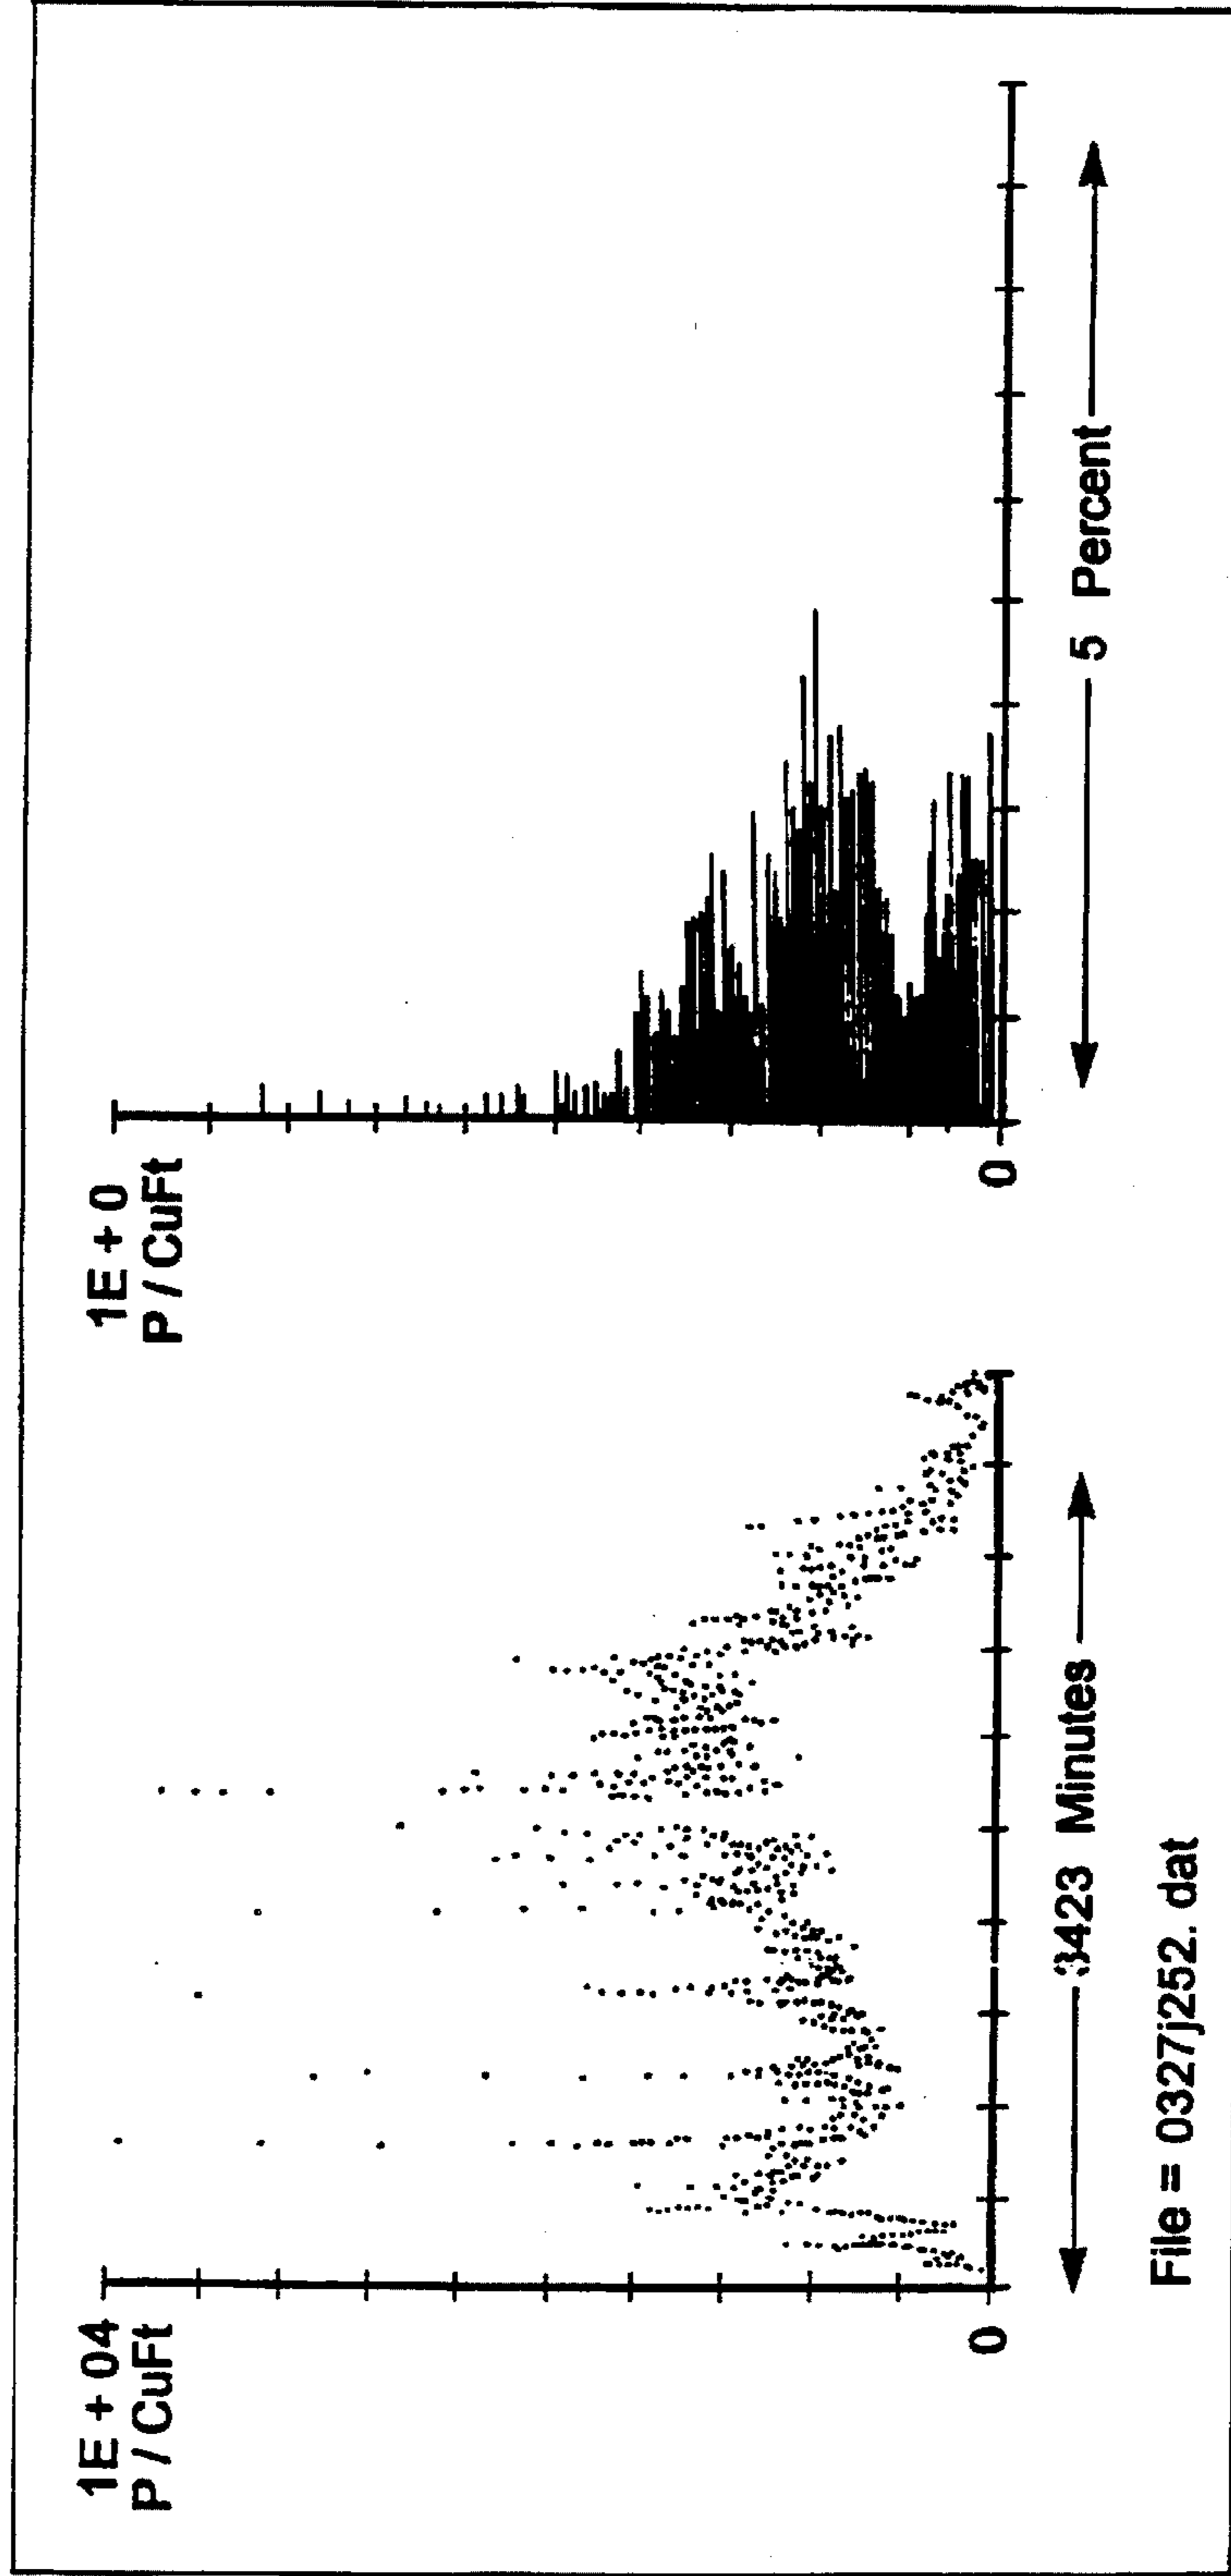 1E + 04
P / CuFt
0
3423 Minutes
File = 0327j252. dat
1E + 0
P / CuFt
0
5 Percent